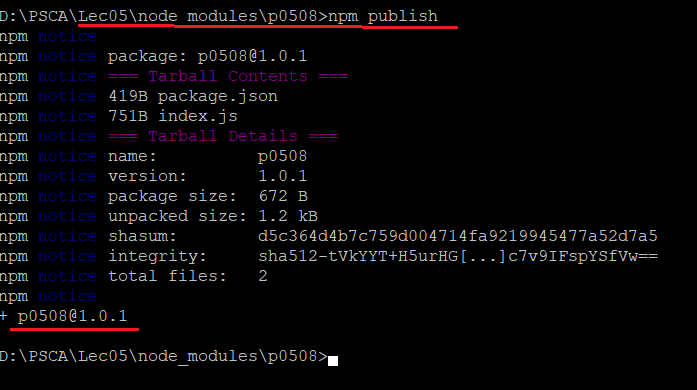 D:\PSCA\Lec05\node_modules\p0508>npm publish
npm notice
npm notice package: p0508@1.0.1
npm notice === Tarball Contents ===
npm notice 419B package.json
npm notice 751B index.js
npm notice === Tarball Details ===
npm notice name:          p0508
npm notice version:       1.0.1
npm notice package size:  672 B
npm notice unpacked size: 1.2 kB
npm notice shasum:        d5c364d4b7c759d004714fa9219945477a52d7a5
npm notice integrity:     sha512-tVkYYT+H5urHG[...]c7v9IFspYSfVw==
npm notice total files:   2
npm notice
+ p0508@1.0.1
D:\PSCA\Lec05\node_modules\p0508>